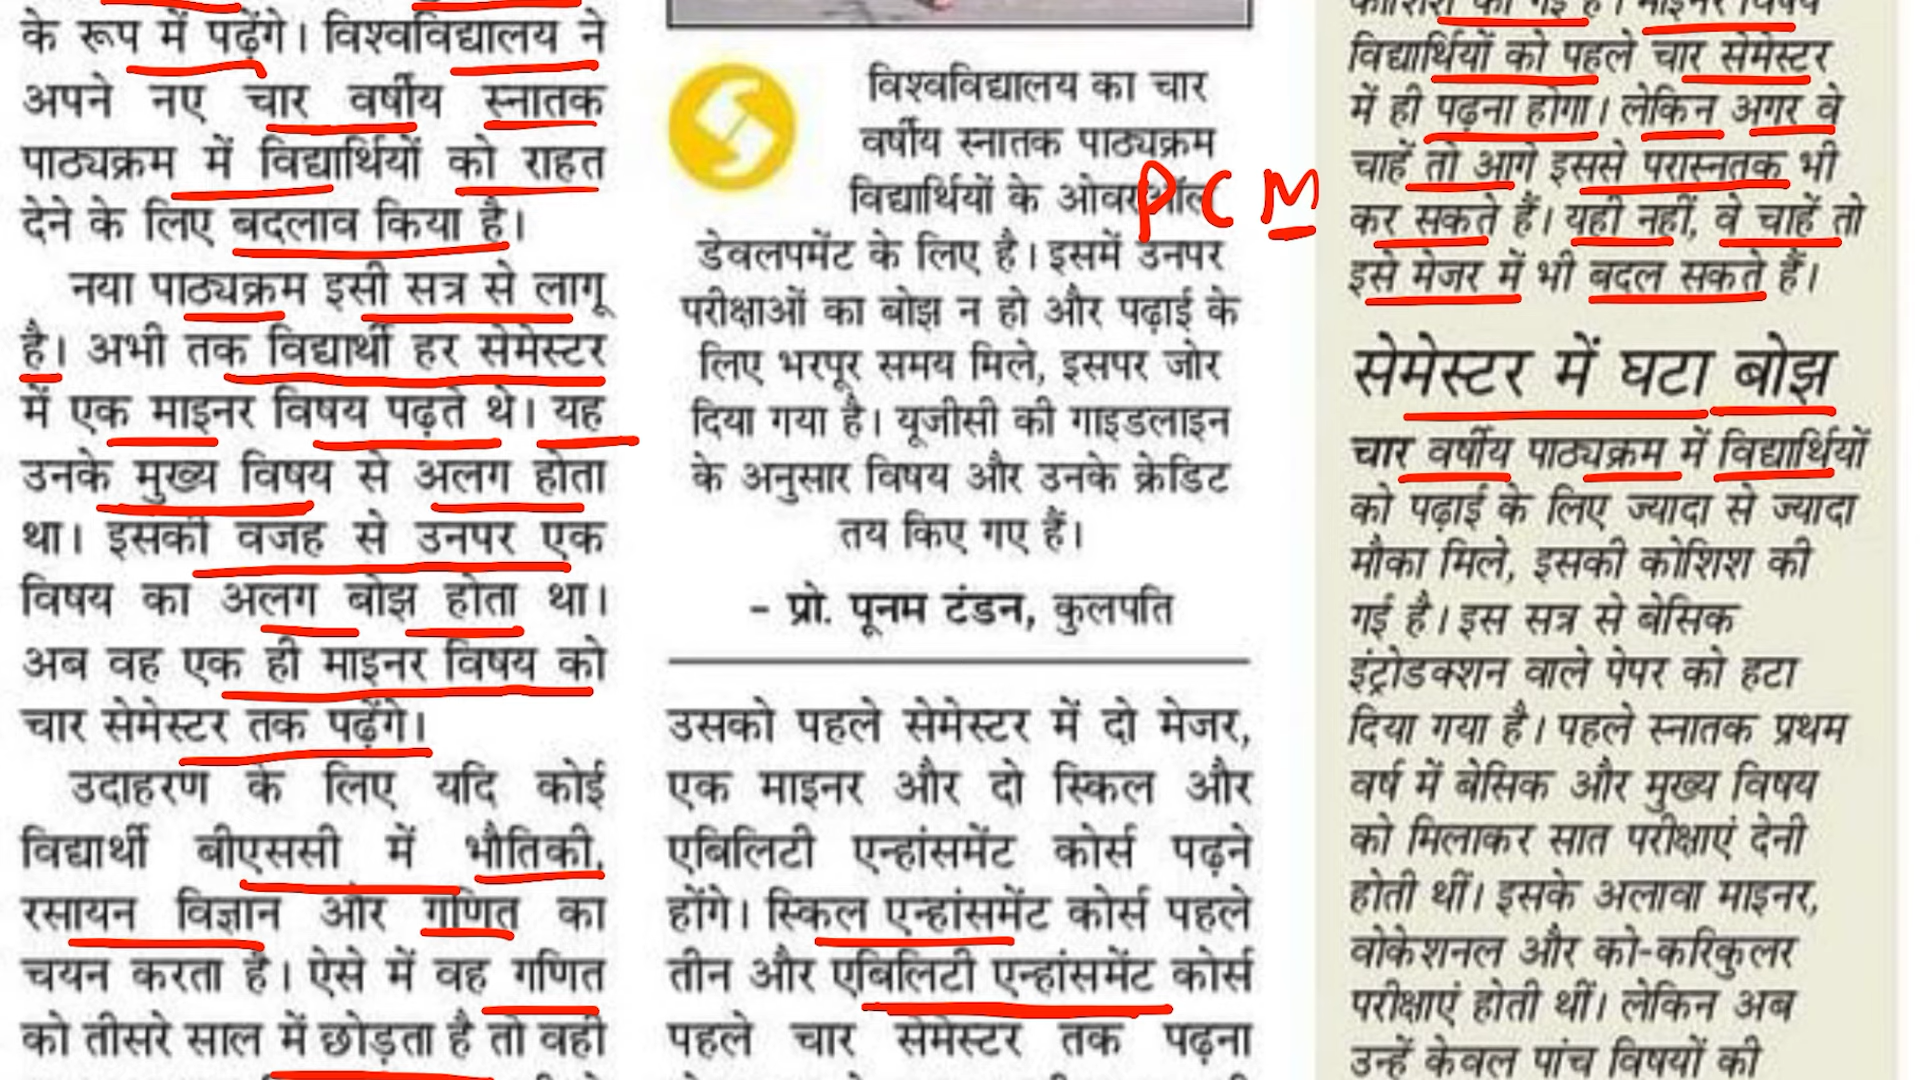 के रूप में पढ़ेंगे। विश्वविद्यालय ने
अपने नए चार वर्षीय स्नातक
पाठ्यक्रम में विद्यार्थियों को राहत
देने के लिए बदलाव किया है।
नया पाठ्यक्रम इसी सत्र से लागू
है। अभी तक विद्यार्थी हर सेमेस्टर
में एक माइनर विषय पढ़ते थे। यह
उनके मुख्य विषय से अलग होता
था। इसकी वजह से उनपर एक
विषय का अलग बोझ होता था।
अब वह एक ही माइनर विषय को
चार सेमेस्टर तक पढ़ेंगे।
उदाहरण के लिए यदि कोई
विद्यार्थी बीएससी में भौतिकी,
रसायन विज्ञान और गणित का
चयन करता है। ऐसे में वह गणित
को तीसरे साल में छोड़ता है तो वही
विश्वविद्यालय का चार
वर्षीय स्नातक पाठ्यक्रम
विद्यार्थियों के ओवरऑल
डेवलपमेंट के लिए है। इसमें उनपर
परीक्षाओं का बोझ न हो और पढ़ाई के
लिए भरपूर समय मिले, इसपर जोर
दिया गया है। यूजीसी की गाइडलाइन
के अनुसार विषय और उनके क्रेडिट
तय किए गए हैं।
– प्रो. पूनम टंडन, कुलपति
उसको पहले सेमेस्टर में दो मेजर,
एक माइनर और दो स्किल और
एबिलिटी एन्हांसमेंट कोर्स पढ़ने
होंगे। स्किल एन्हांसमेंट कोर्स पहले
तीन और एबिलिटी एन्हांसमेंट कोर्स
पहले चार सेमेस्टर तक पढ़ना
PCM
कोशिश की गई है। माइनर विषय
विद्यार्थियों को पहले चार सेमेस्टर
में ही पढ़ना होगा। लेकिन अगर वे
चाहें तो आगे इससे परास्नतक भी
कर सकते हैं। यही नहीं, वे चाहें तो
इसे मेजर में भी बदल सकते हैं।
सेमेस्टर में घटा बोझ
चार वर्षीय पाठ्यक्रम में विद्यार्थियों
को पढ़ाई के लिए ज्यादा से ज्यादा
मौका मिले, इसकी कोशिश की
गई है। इस सत्र से बेसिक
इंट्रोडक्शन वाले पेपर को हटा
दिया गया है। पहले स्नातक प्रथम
वर्ष में बेसिक और मुख्य विषय
को मिलाकर सात परीक्षाएं देनी
होती थीं। इसके अलावा माइनर,
वोकेशनल और को-करिकुलर
परीक्षाएं होती थीं। लेकिन अब
उन्हें केवल पांच विषयों की